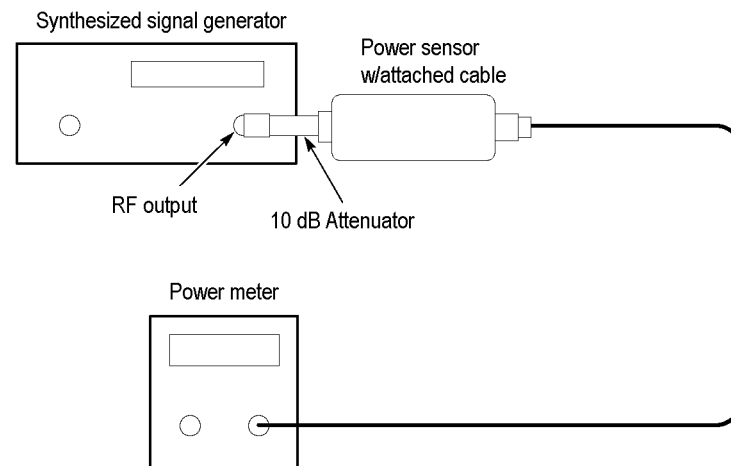 Synthesized signal generator
Power sensor
w/attached cable
RF output
10 dB Attenuator
Power meter